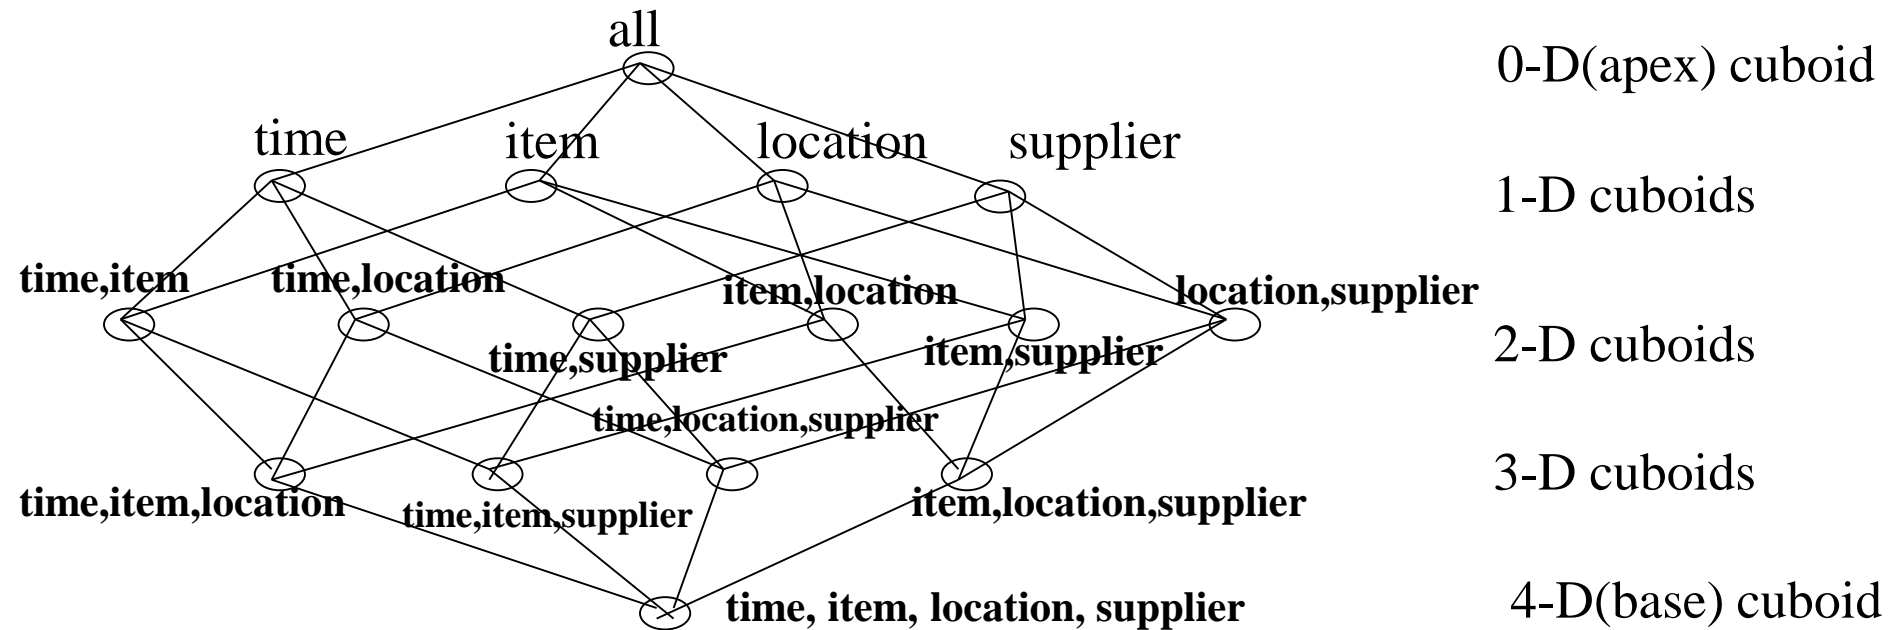 all
0-D(apex) cuboid
time
item
location
supplier
1-D cuboids
time,item
time,location
item,location
location,supplier
time,supplier
item,supplier
2-D cuboids
time,location,supplier
3-D cuboids
time,item,location
time,item,supplier
item,location,supplier
time, item, location, supplier
4-D(base) cuboid